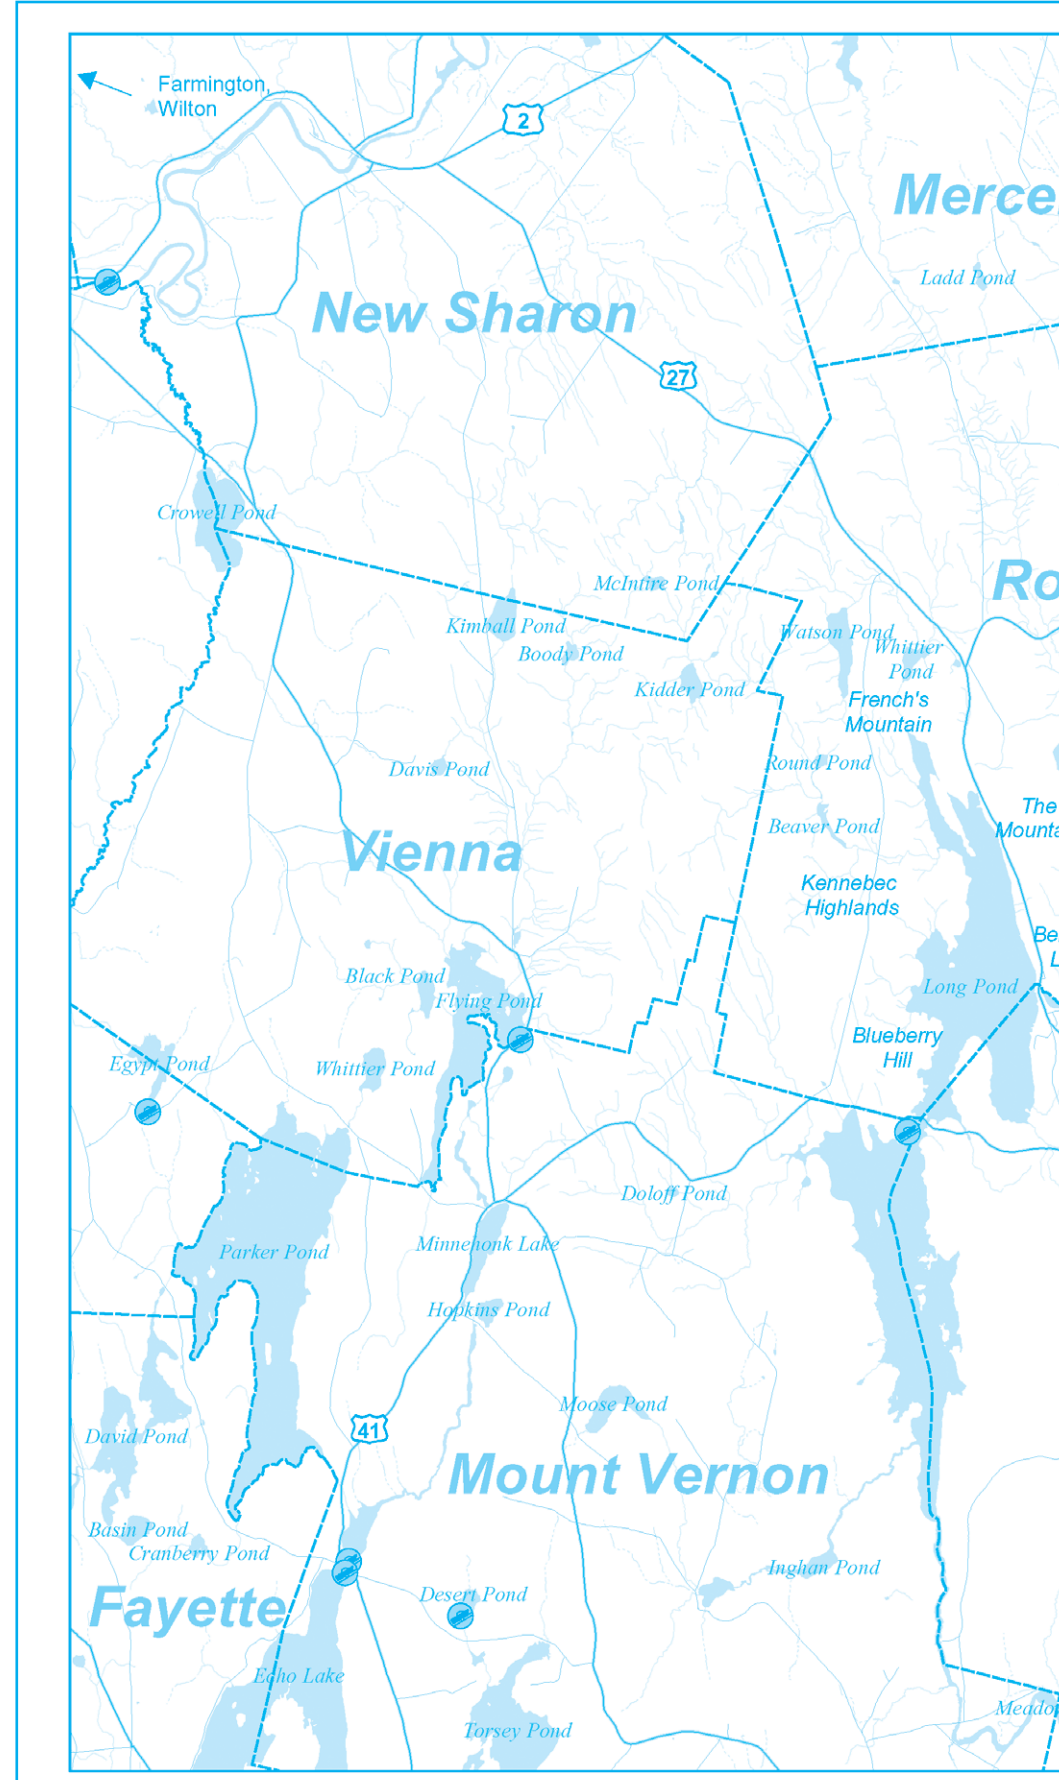 Farmington,
Wilton
2
Merce
Ladd Pond
New Sharon
27
Crowell Pond
McIntire Pond
Ro
Kimball Pond
Watson Pond
Boody Pond
Whittier
Pond
Kidder Pond
French's
Mountain
Davis Pond
Round Pond
The
Mounta
Beaver Pond
Vienna
Kennebec
Highlands
Be
L
Black Pond
Flying Pond
Long Pond
Blueberry
Hill
Egypt Pond
Whittier Pond
Doloff Pond
Parker Pond
Minnehonk Lake
Hopkins Pond
Moose Pond
41
David Pond
Mount Vernon
Basin Pond
Cranberry Pond
Inghan Pond
Fayette
Desert Pond
Echo Lake
Meado
Torsey Pond